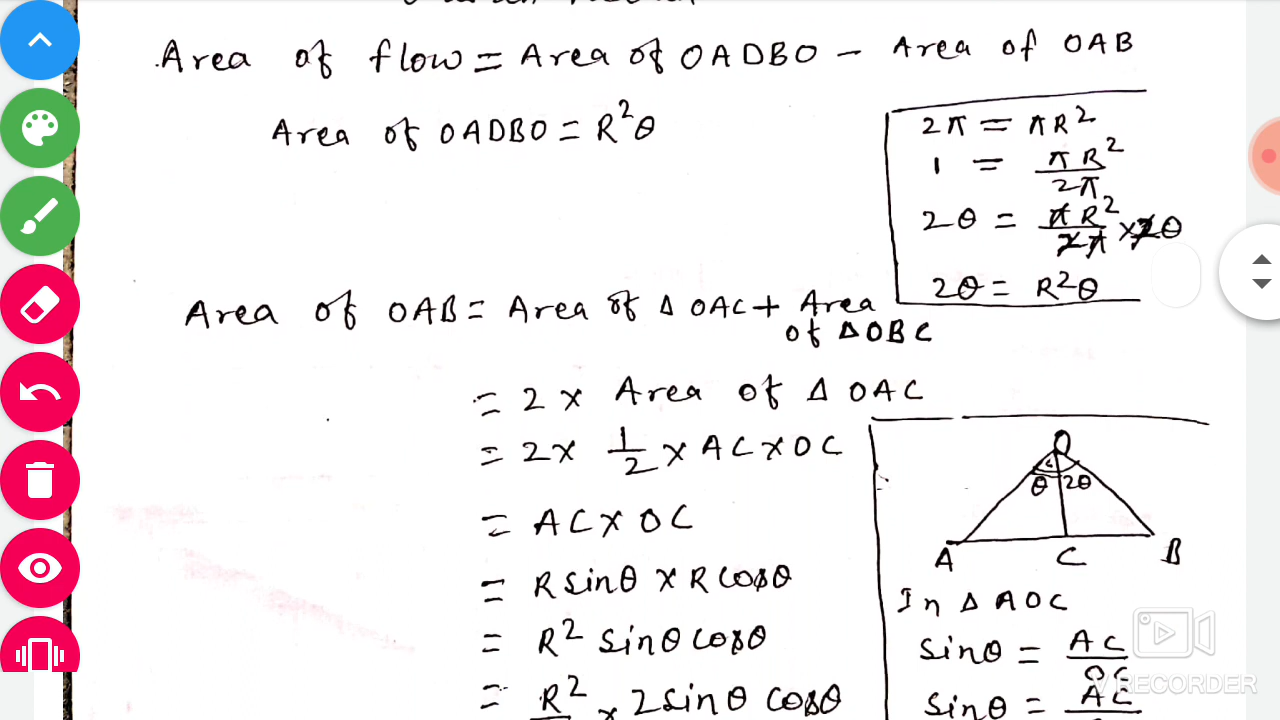 Area of flow = Area of OADBO - Area of OAB
Area of OADBO = R²θ
2π = πR²
1 = πR²/2π
2θ = πR²/2π × 2θ
2θ = R²θ
Area of OAB = Area of Δ OAC + Area
of Δ OBC
= 2 × Area of Δ OAC
= 2 × 1/2 × AC × OC
= AC × OC
= R sinθ × R cosθ
= R² sinθ cosθ
= R² × 2 sinθ cosθ
O
θ 2θ
A C B
In Δ AOC
sinθ = AC/OC
sinθ = AC
V RECORDER